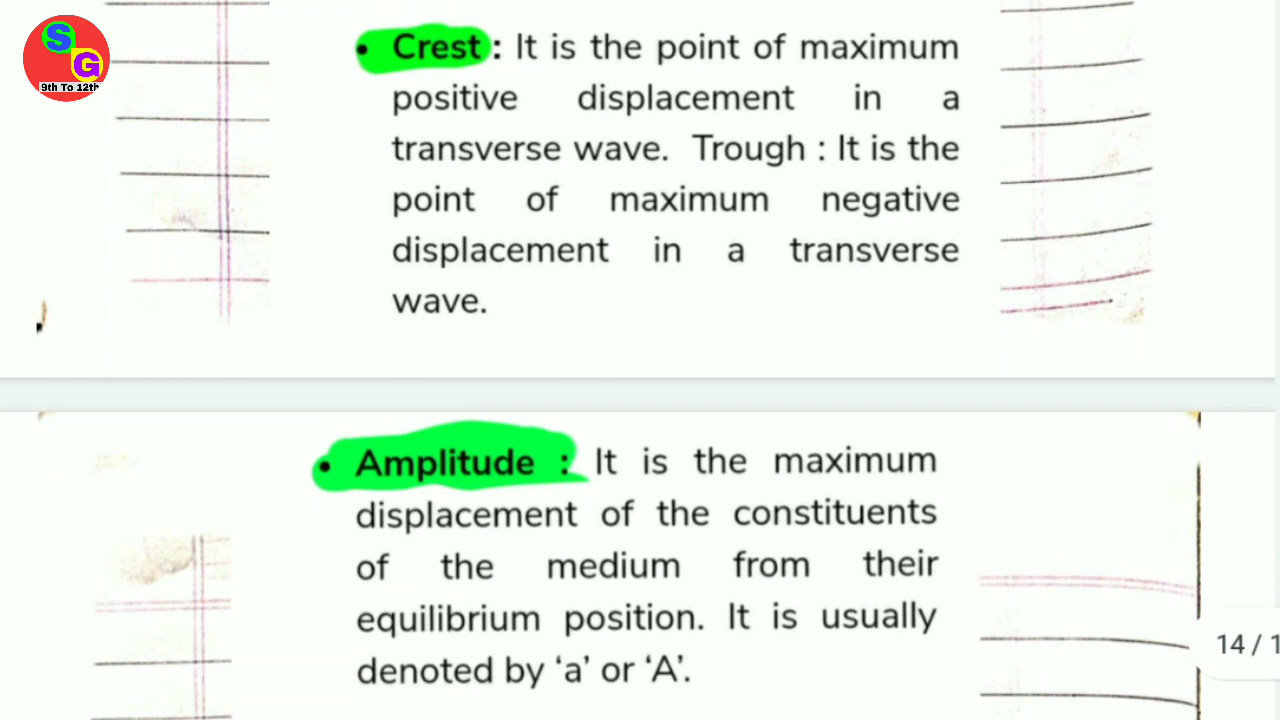 SG
9th To 12th
• Crest : It is the point of maximum
positive displacement in a
transverse wave. Trough : It is the
point of maximum negative
displacement in a transverse
wave.
• Amplitude : It is the maximum
displacement of the constituents
of the medium from their
equilibrium position. It is usually
denoted by ‘a’ or ‘A’.
14 / 1